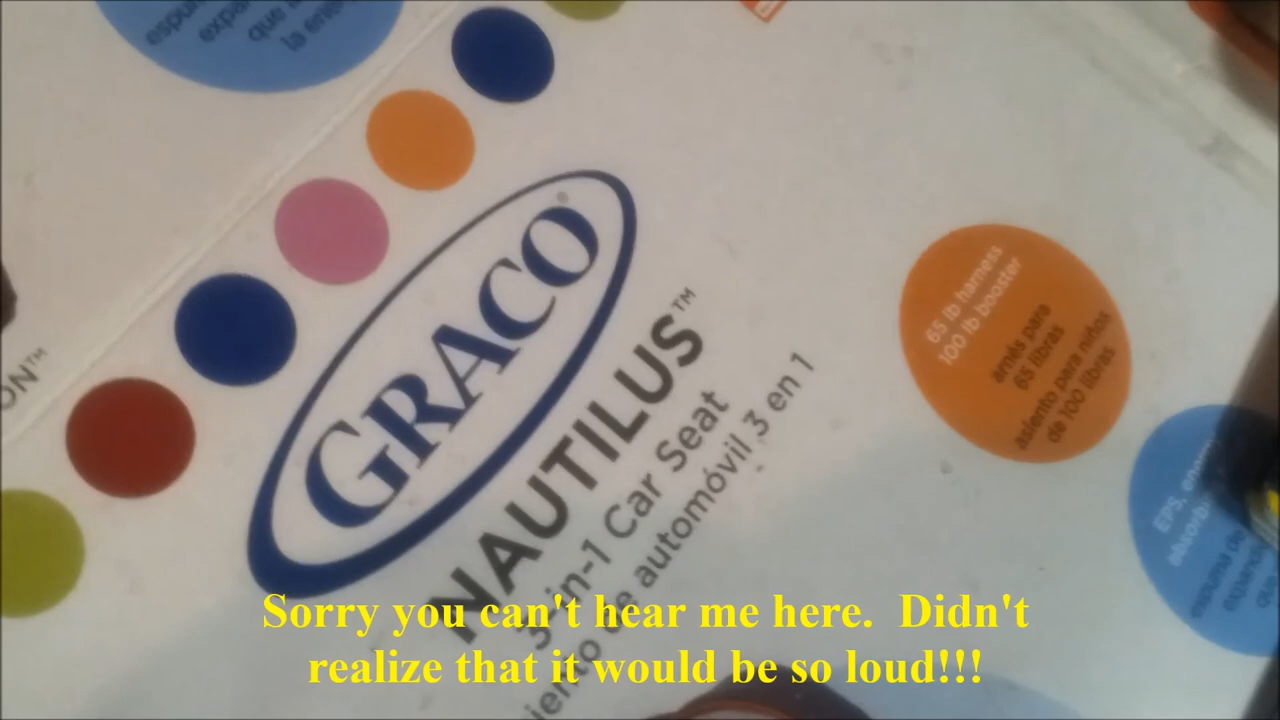 GRACO®
NAUTILUS™
3-in-1 Car Seat
de automóvil 3 en 1
65 lb harness
100 lb booster
arnés para
65 libras
asiento para niños
de 100 libras
EPS,
ON™
Sorry you can't hear me here. Didn't
realize that it would be so loud!!!